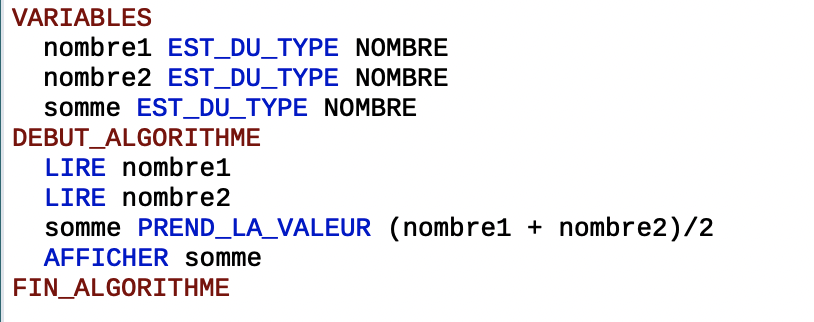 VARIABLES
nombre1 EST_DU_TYPE NOMBRE
nombre2 EST_DU_TYPE NOMBRE
somme EST_DU_TYPE NOMBRE
DEBUT_ALGORITHME
LIRE nombre1
LIRE nombre2
somme PREND_LA_VALEUR (nombre1 + nombre2)/2
AFFICHER somme
FIN_ALGORITHME